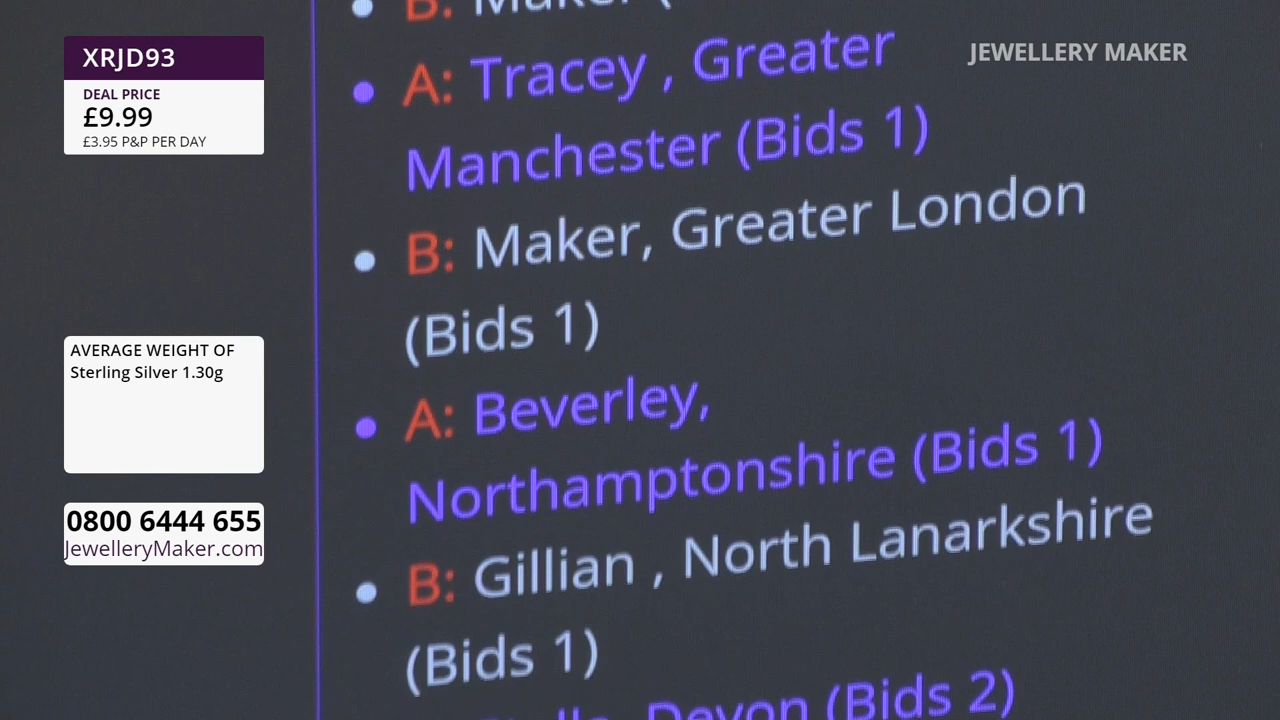 XRJD93
DEAL PRICE
£9.99
£3.95 P&P PER DAY
AVERAGE WEIGHT OF
Sterling Silver 1.30g
0800 6444 655
JewelleryMaker.com
JEWELLERY MAKER
B: Maker
A: Tracey , Greater
Manchester (Bids 1)
B: Maker, Greater London
(Bids 1)
A: Beverley,
Northamptonshire (Bids 1)
B: Gillian , North Lanarkshire
(Bids 1)
Devon (Bids 2)